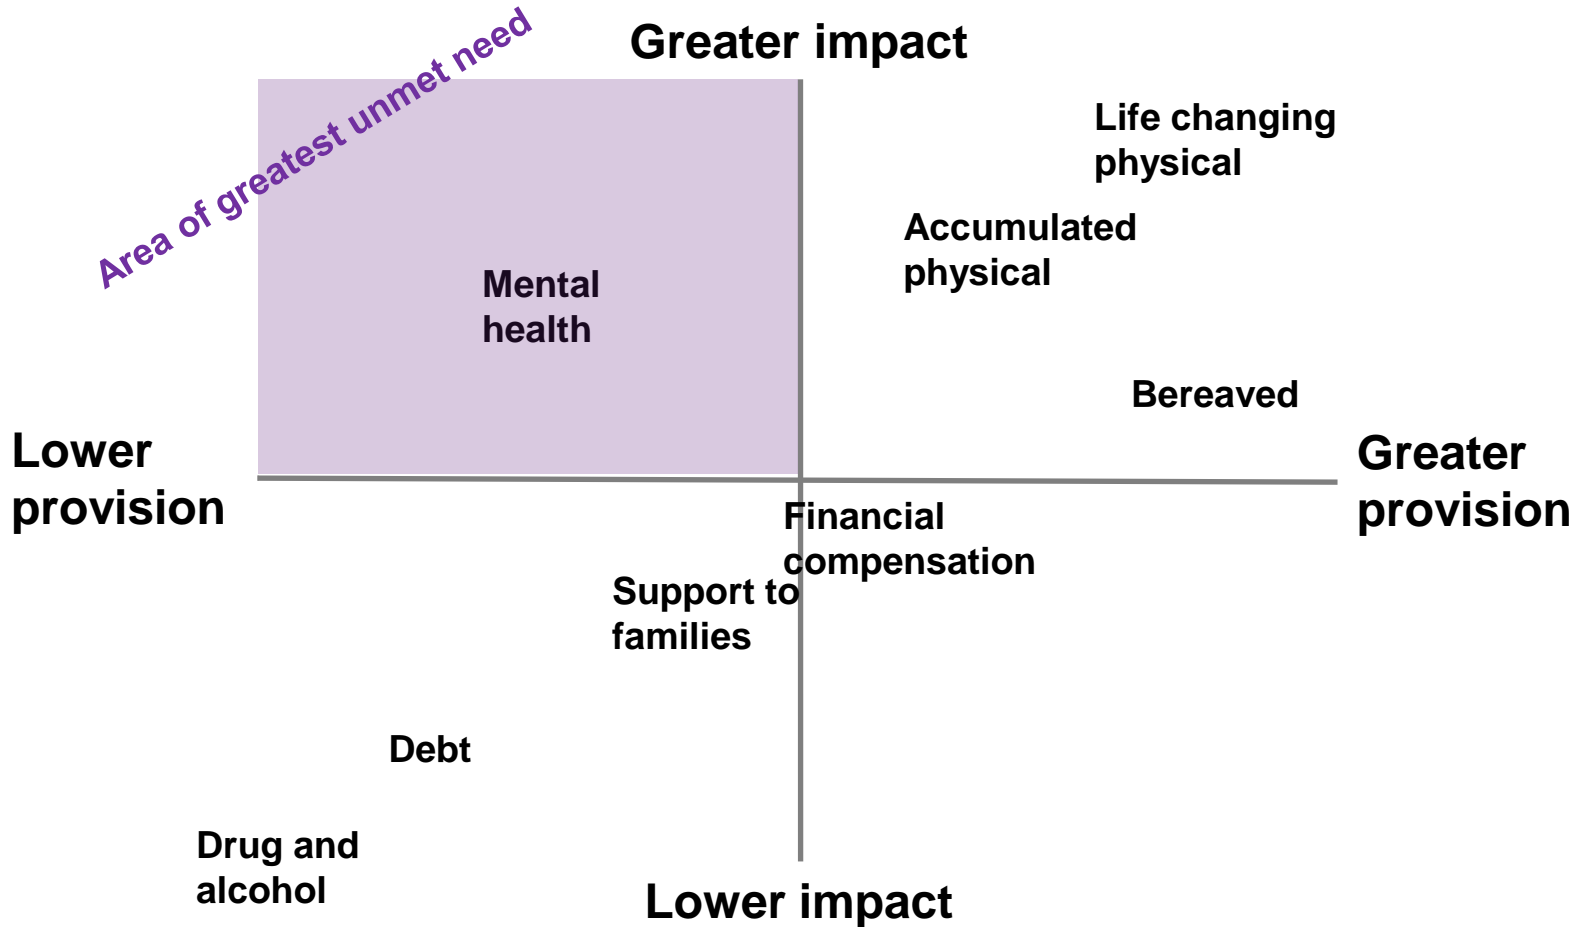 Greater impact
Area of greatest unmet need
Life changing
physical
Accumulated
physical
Mental
health
Bereaved
Lower
provision
Greater
provision
Financial
compensation
Support to
families
Debt
Drug and
alcohol
Lower impact